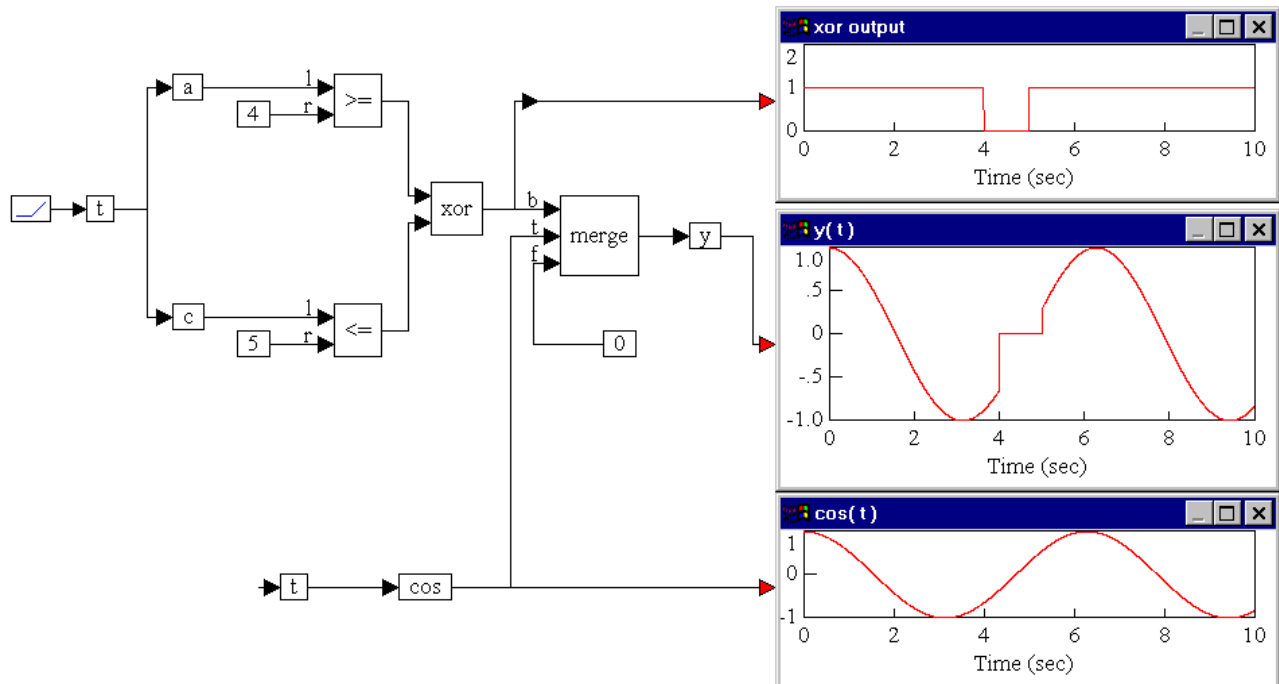 xor output
2
1
0
0 2 4 6 8 10
Time (sec)
a
l
>=
4
r
t
xor
b
t
f
merge
y
c
l
<=
5
r
0
y(t)
1.0
.5
0
-.5
-1.0
0 2 4 6 8 10
Time (sec)
t
cos
cos(t)
1
0
-1
0 2 4 6 8 10
Time (sec)